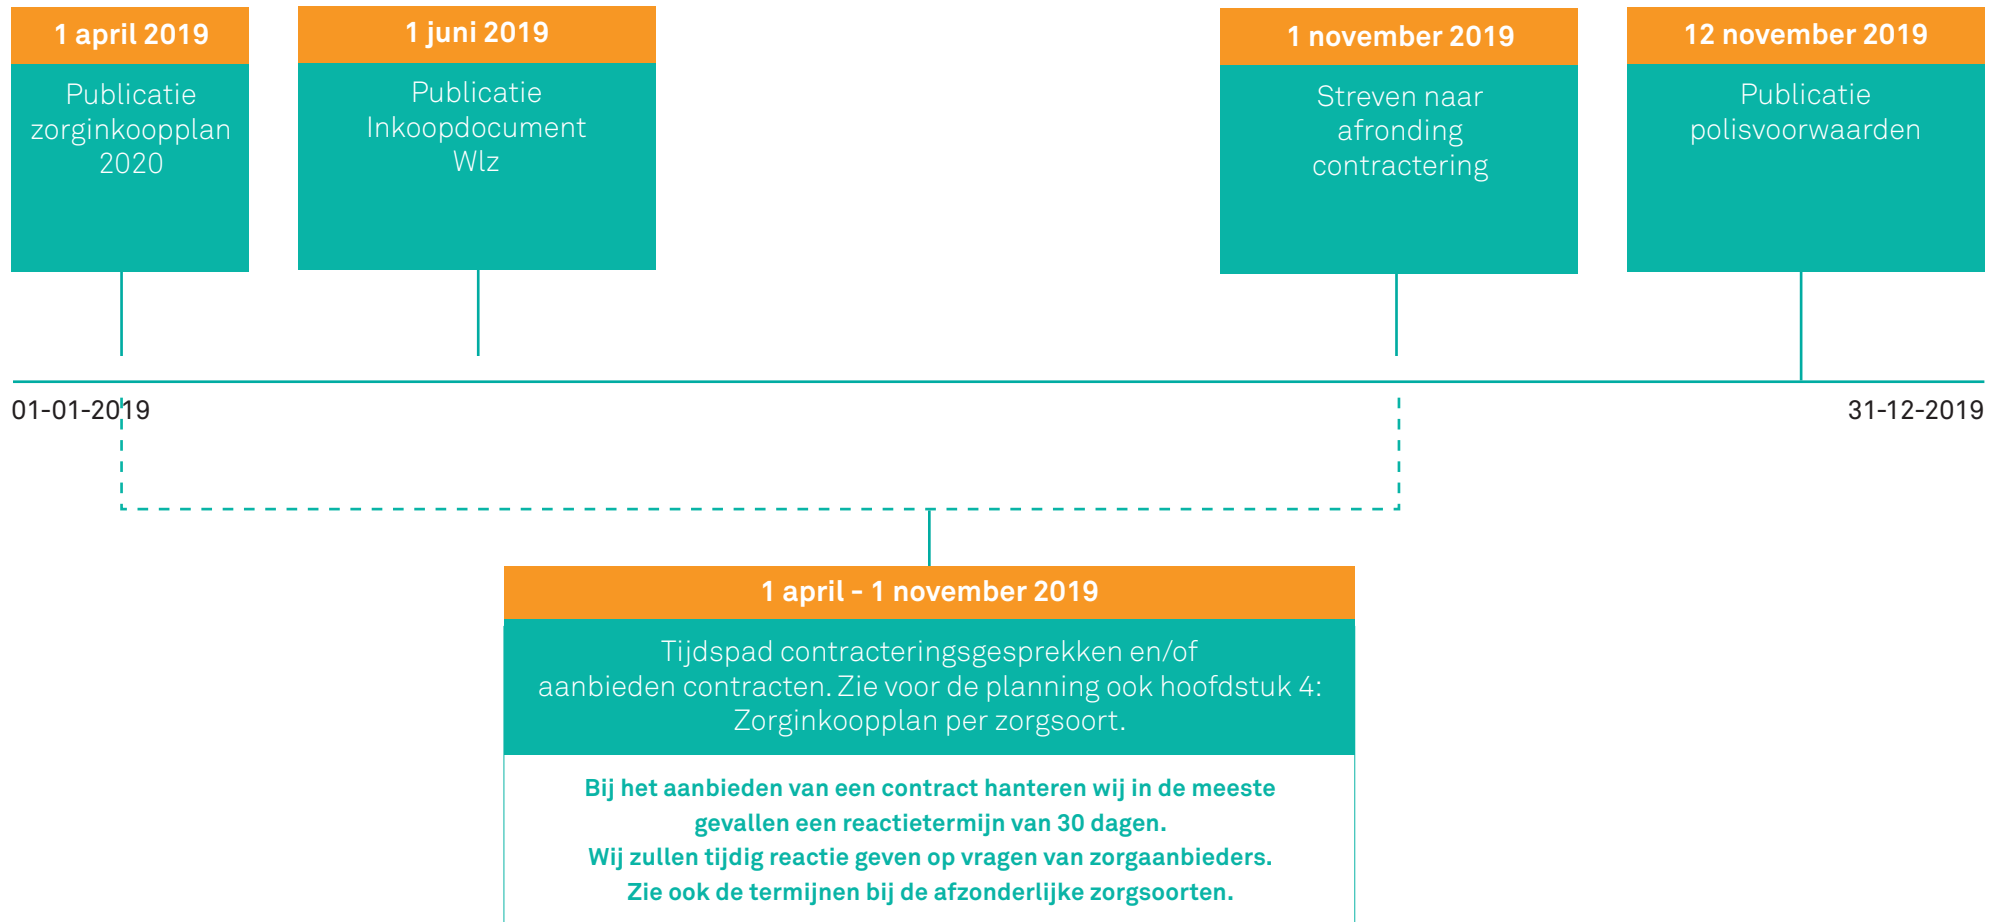 1 april 2019
Publicatie
zorginkoopplan
2020
1 juni 2019
Publicatie
Inkoopdocument
Wlz
1 november 2019
Streven naar
afronding
contractering
12 november 2019
Publicatie
polisvoorwaarden
01-01-2019
31-12-2019
1 april - 1 november 2019
Tijdspad contracteringsgesprekken en/of
aanbieden contracten. Zie voor de planning ook hoofdstuk 4:
Zorginkoopplan per zorgsoort.
Bij het aanbieden van een contract hanteren wij in de meeste
gevallen een reactietermijn van 30 dagen.
Wij zullen tijdig reactie geven op vragen van zorgaanbieders.
Zie ook de termijnen bij de afzonderlijke zorgsoorten.